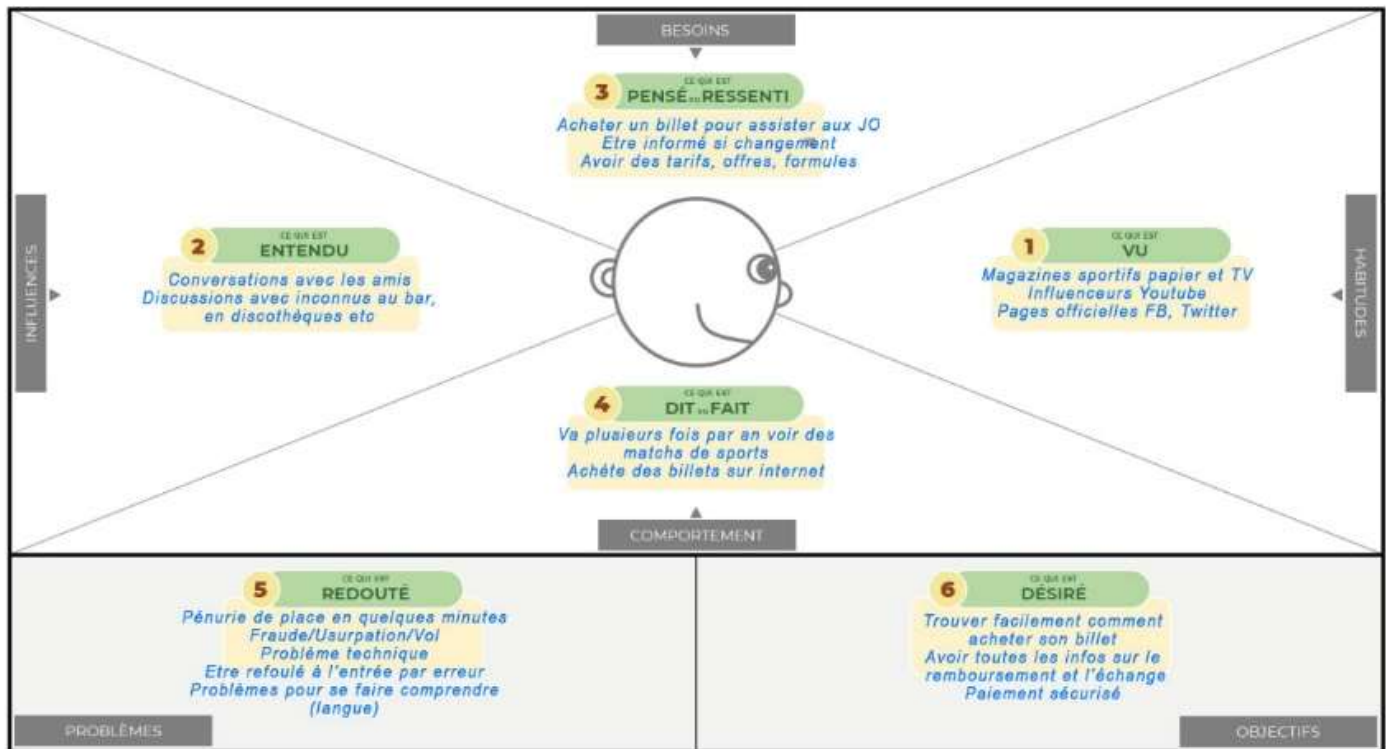 BESOINS
3
CE QUI EST
PENSÉ OU RESSENTI
Acheter un billet pour assister aux JO
Etre informé si changement
Avoir des tarifs, offres, formules
INFLUENCES
2
CE QUI EST
ENTENDU
Conversations avec les amis
Discussions avec inconnus au bar,
en discothèques etc
1
CE QUI EST
VU
Magazines sportifs papier et TV
Influenceurs Youtube
Pages officielles FB, Twitter
HABITUDES
4
CE QUI EST
DIT OU FAIT
Va plusieurs fois par an voir des
matchs de sports
Achéte des billets sur internet
COMPORTEMENT
5
CE QUI EST
REDOUTÉ
Pénurie de place en quelques minutes
Fraude/Usurpation/Vol
Problème technique
Etre refoulé à l'entrée par erreur
Problèmes pour se faire comprendre
(langue)
PROBLÈMES
6
CE QUI EST
DÉSIRÉ
Trouver facilement comment
acheter son billet
Avoir toutes les infos sur le
remboursement et l'échange
Paiement sécurisé
OBJECTIFS